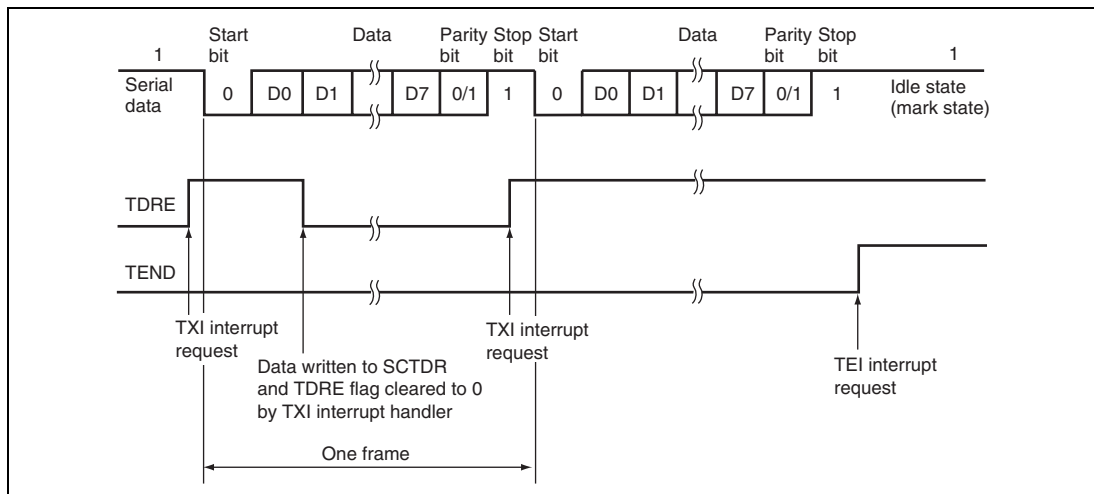 Start Data Parity Stop Start Data Parity Stop
1 bit bit bit bit bit bit 1
Serial 0 D0 D1 D7 0/1 1 0 D0 D1 D7 0/1 1 Idle state
data (mark state)
TDRE
TEND
TXI interrupt
request
Data written to SCTDR
and TDRE flag cleared to 0
by TXI interrupt handler
TXI interrupt
request
TEI interrupt
request
One frame